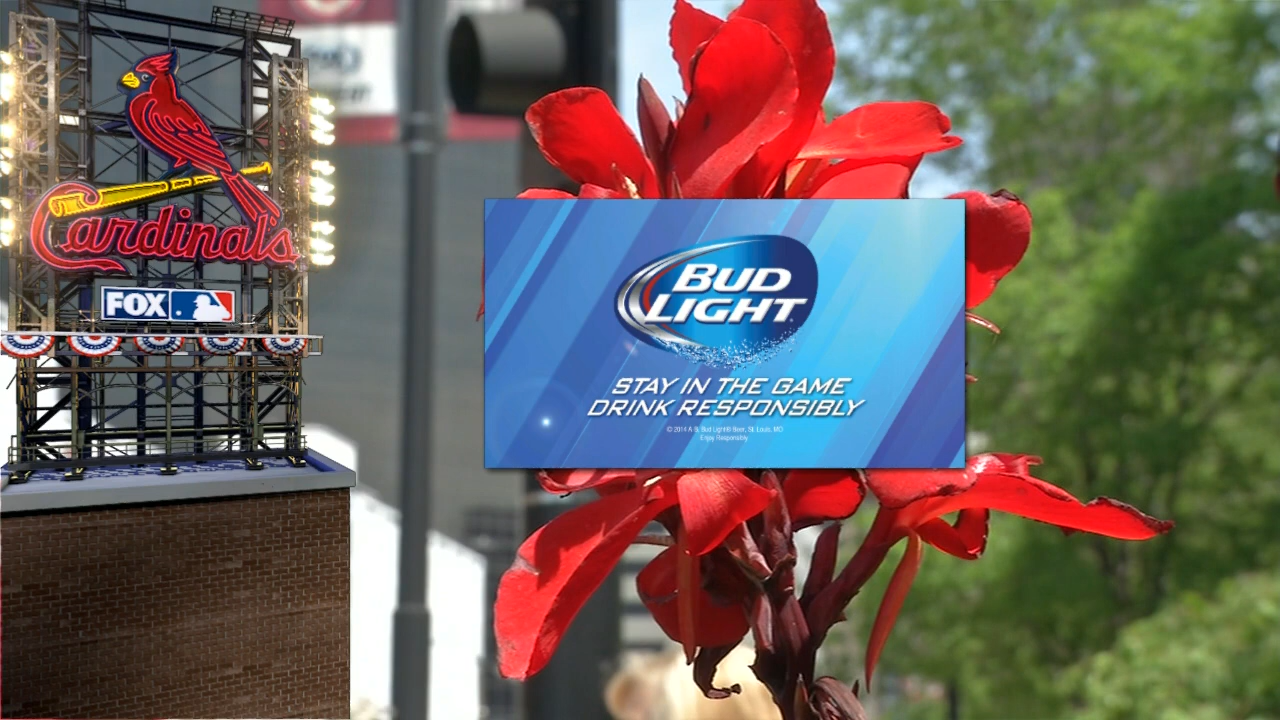 Cardinals
FOX
BUD
LIGHT.
STAY IN THE GAME
DRINK RESPONSIBLY
© 2014 A-B, Bud Light® Beer, St. Louis, MO
Enjoy Responsibly